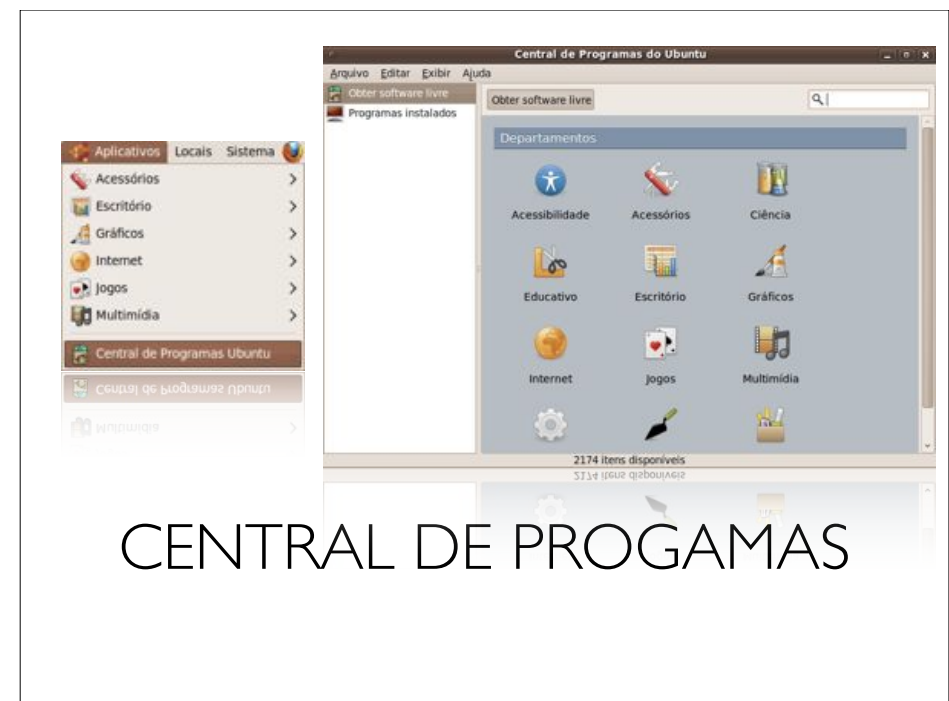 Aplicativos Locais Sistema
Acessórios
Escritório
Gráficos
Internet
Jogos
Multimídia
Central de Programas Ubuntu
Central de Programas do Ubuntu
Arquivo Editar Exibir Ajuda
Obter software livre
Programas instalados
Obter software livre
Departamentos
Acessibilidade Acessórios Ciência
Educativo Escritório Gráficos
Internet Jogos Multimídia
2174 itens disponíveis
CENTRAL DE PROGAMAS